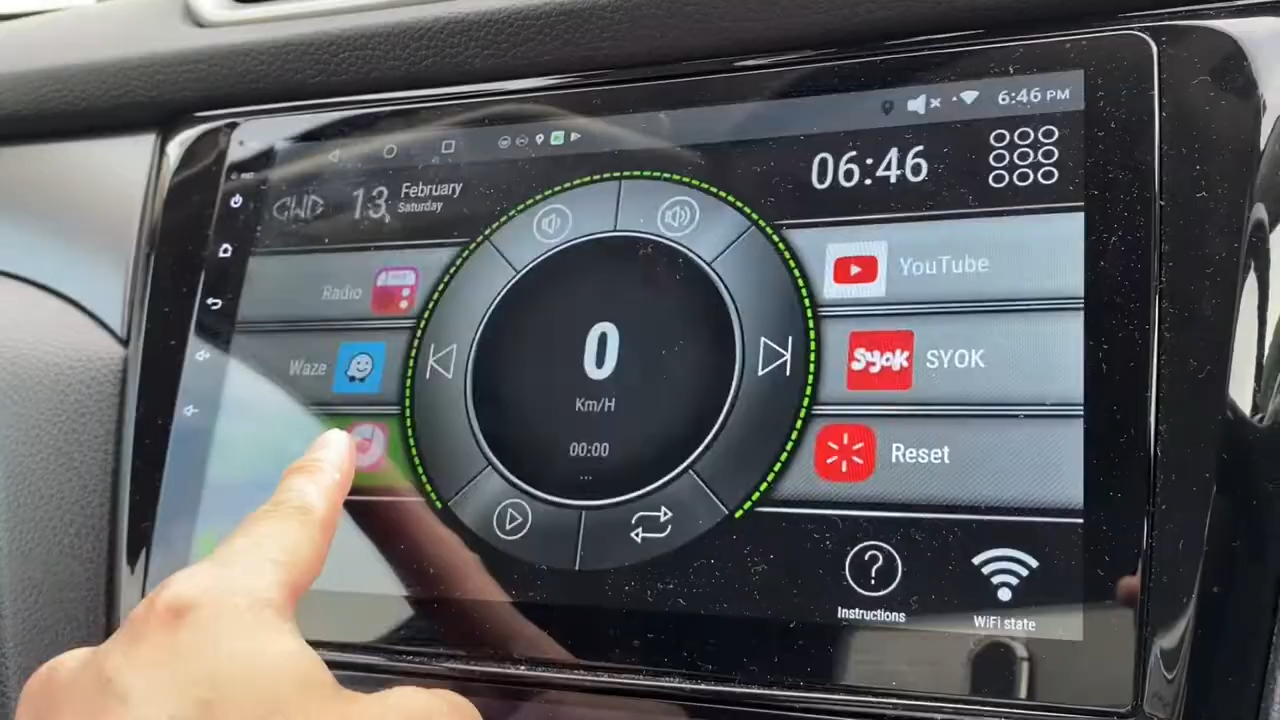 6:46 PM
CWD
13
February
Saturday
06:46
Radio
YouTube
Waze
Syok
SYOK
0
Km/H
00:00
...
Reset
Instructions
WiFi state